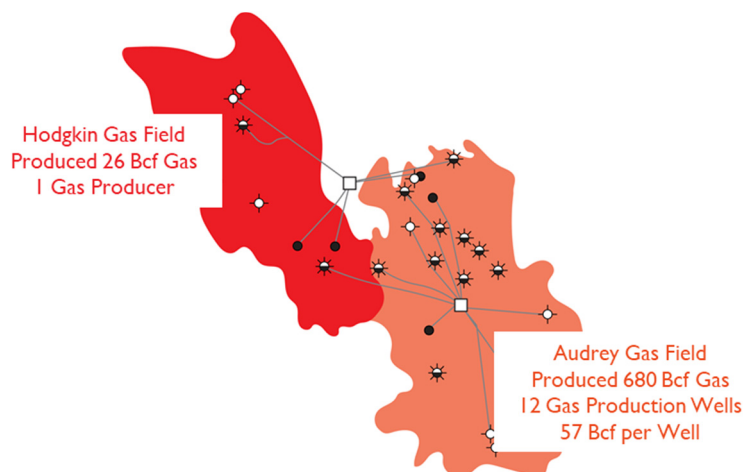 Hodgkin Gas Field
Produced 26 Bcf Gas
1 Gas Producer
Audrey Gas Field
Produced 680 Bcf Gas
12 Gas Production Wells
57 Bcf per Well